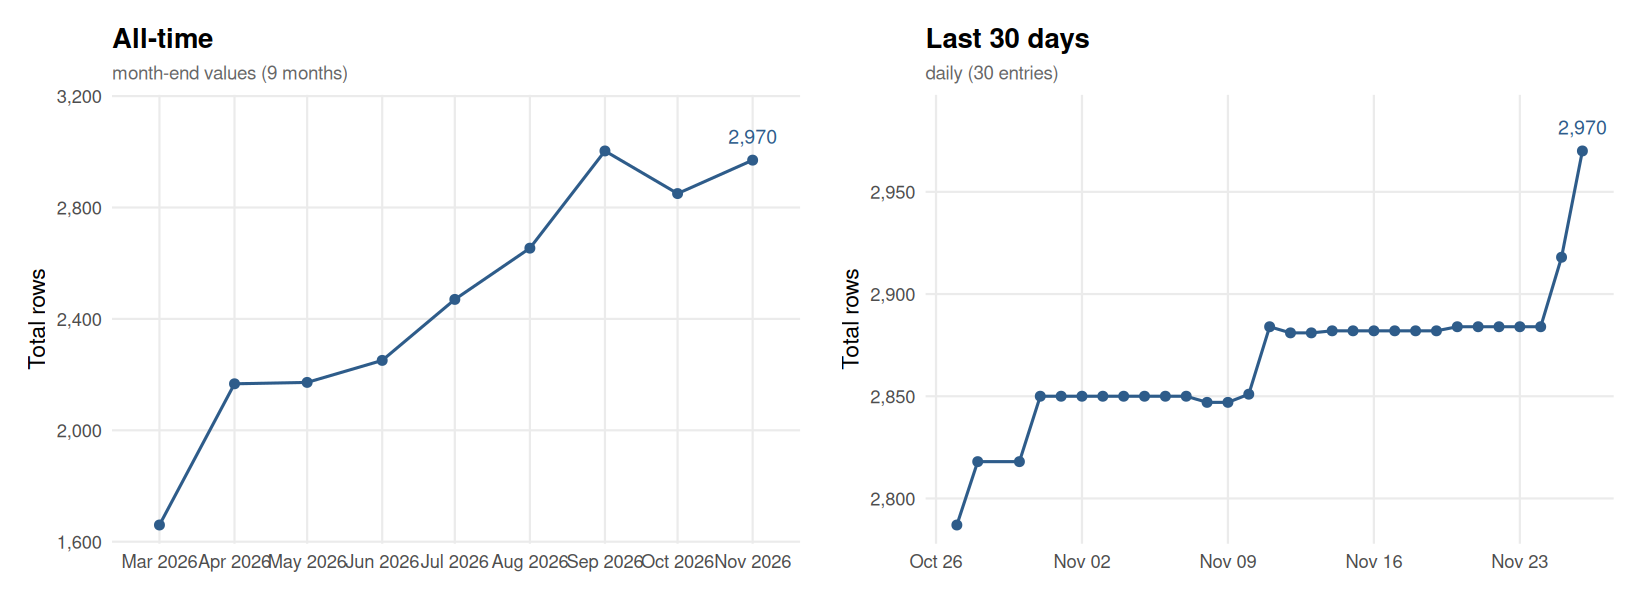 All-time
month-end values (9 months)
Total rows
3,200
2,800
2,400
2,000
1,600
2,970
Mar 2026 Apr 2026 May 2026 Jun 2026 Jul 2026 Aug 2026 Sep 2026 Oct 2026 Nov 2026
Last 30 days
daily (30 entries)
Total rows
2,950
2,900
2,850
2,800
2,970
Oct 26 Nov 02 Nov 09 Nov 16 Nov 23